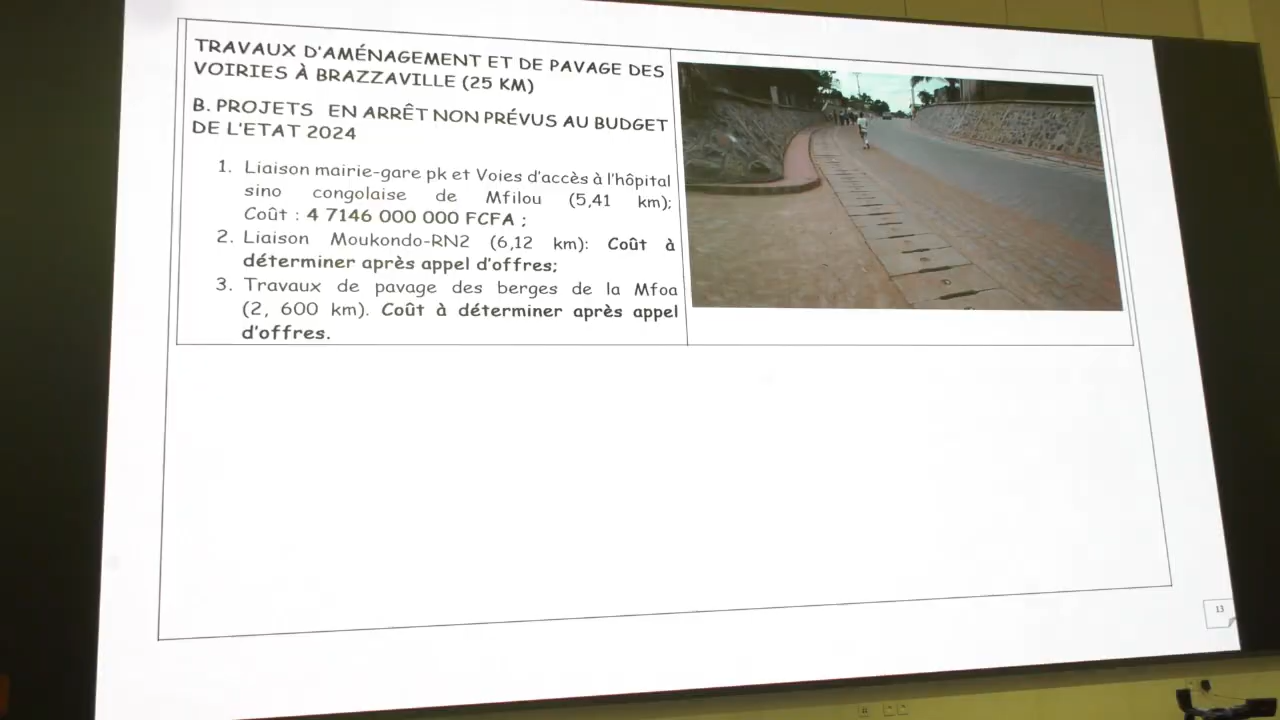 TRAVAUX D'AMÉNAGEMENT ET DE PAVAGE DES
VOIRIES À BRAZZAVILLE (25 KM)
B. PROJETS EN ARRÊT NON PRÉVUS AU BUDGET
DE L'ETAT 2024
1. Liaison mairie-gare pk et Voies d'accès à l'hôpital
sino congolaise de Mfilou (5,41 km);
Coût : 4 7146 000 000 FCFA ;
2. Liaison Moukondo-RN2 (6,12 km): Coût à
déterminer après appel d'offres;
3. Travaux de pavage des berges de la Mfoa
(2, 600 km). Coût à déterminer après appel
d'offres.
13